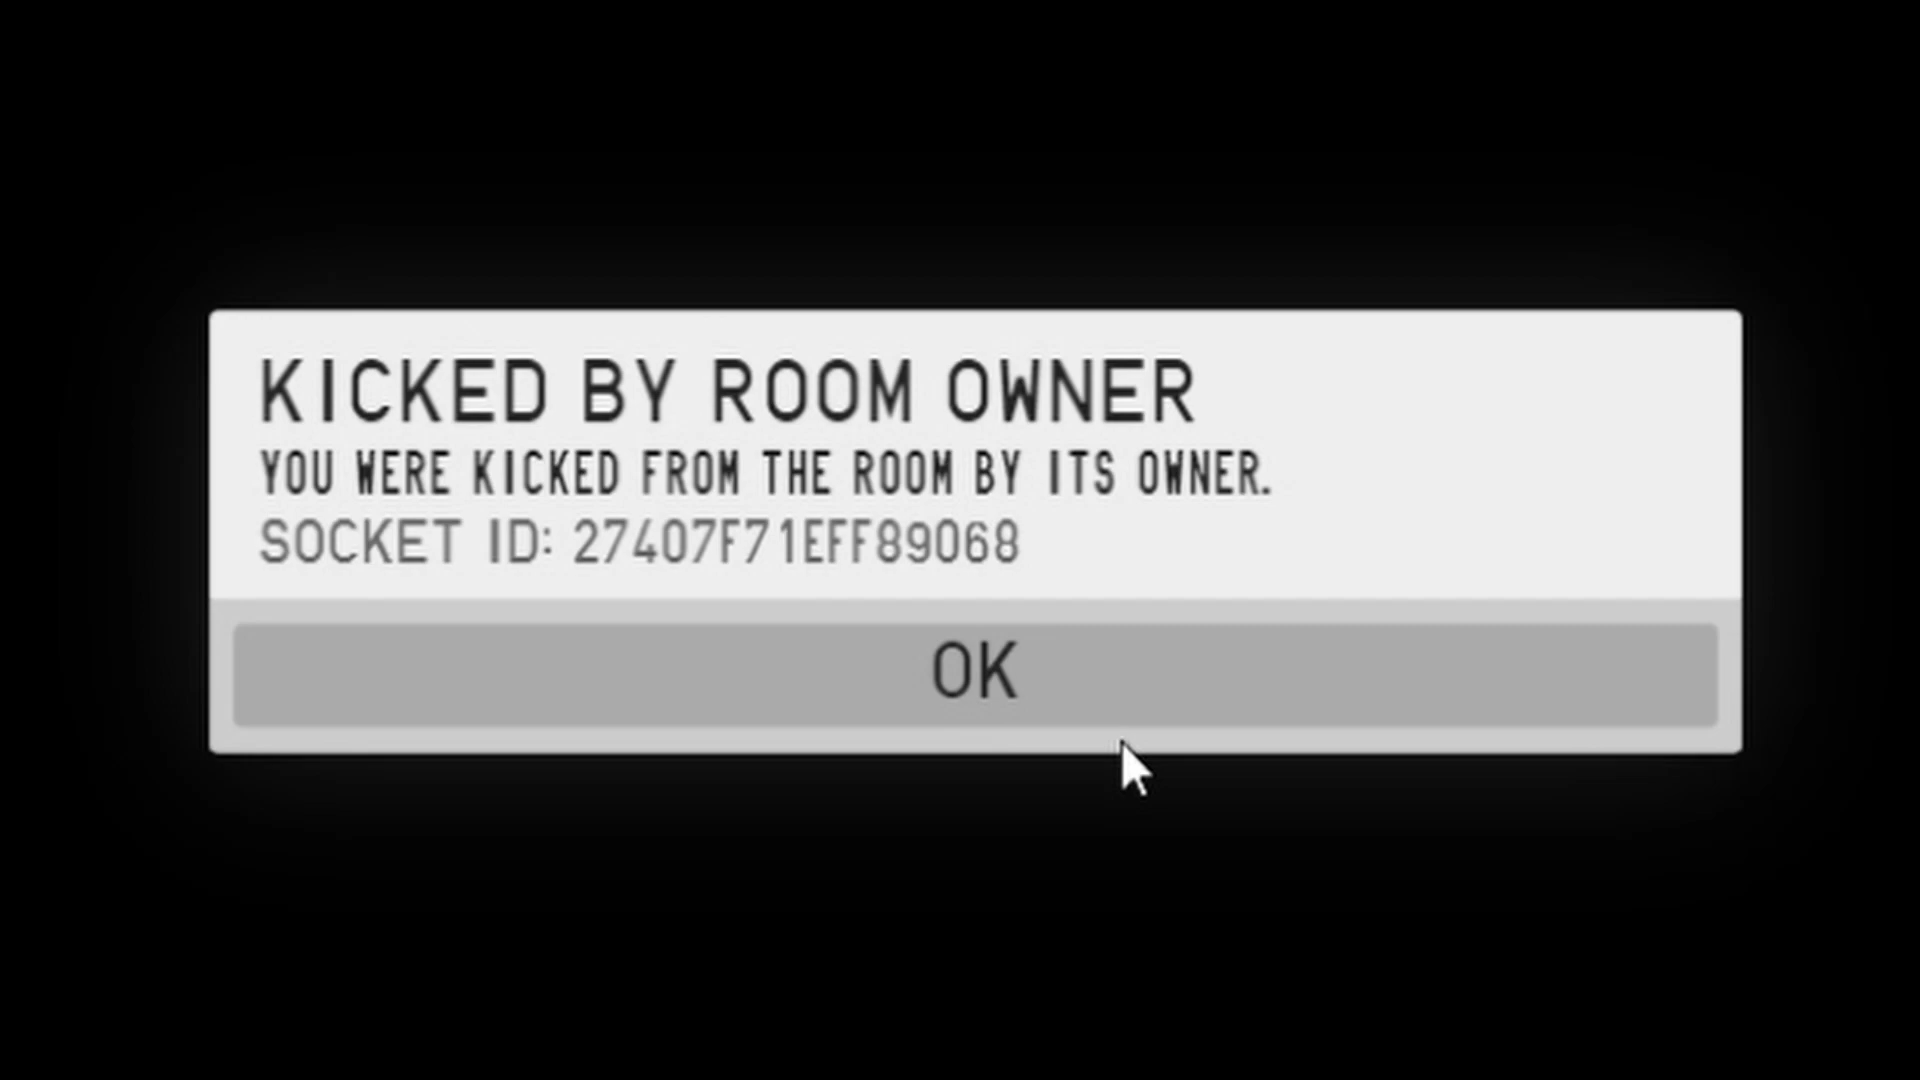 KICKED BY ROOM OWNER
YOU WERE KICKED FROM THE ROOM BY ITS OWNER.
SOCKET ID: 27407F71EFF89068
OK